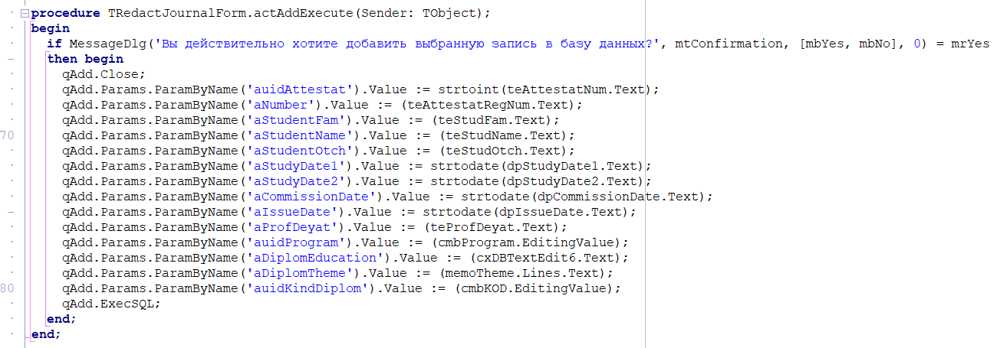 procedure TRedactJournalForm.actAddExecute(Sender: TObject);
begin
if MessageDlg('Вы действительно хотите добавить выбранную запись в базу данных?', mtConfirmation, [mbYes, mbNo], 0) = mrYes
then begin
qAdd.Close;
qAdd.Params.ParamByName('auidAttestat').Value := strtoint(teAttestatNum.Text);
qAdd.Params.ParamByName('aNumber').Value := (teAttestatRegNum.Text);
qAdd.Params.ParamByName('aStudentFam').Value := (teStudFam.Text);
70 qAdd.Params.ParamByName('aStudentName').Value := (teStudName.Text);
qAdd.Params.ParamByName('aStudentOtch').Value := (teStudOtch.Text);
qAdd.Params.ParamByName('aStudyDate1').Value := strtodate(dpStudyDate1.Text);
qAdd.Params.ParamByName('aStudyDate2').Value := strtodate(dpStudyDate2.Text);
qAdd.Params.ParamByName('aCommissionDate').Value := strtodate(dpCommissionDate.Text);
qAdd.Params.ParamByName('aIssueDate').Value := strtodate(dpIssueDate.Text);
qAdd.Params.ParamByName('aProfDeyat').Value := (teProfDeyat.Text);
qAdd.Params.ParamByName('auidProgram').Value := (cmbProgram.EditingValue);
qAdd.Params.ParamByName('aDiplomEducation').Value := (cxDBTextEdit6.Text);
qAdd.Params.ParamByName('aDiplomTheme').Value := (memoTheme.Lines.Text);
80 qAdd.Params.ParamByName('auidKindDiplom').Value := (cmbKOD.EditingValue);
qAdd.ExecSQL;
end;
end;